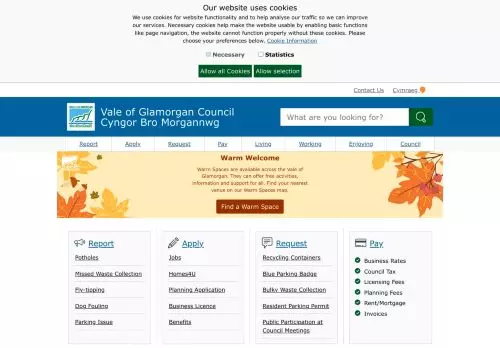 Our website uses cookies
We use cookies for website functionality and to help analyse our traffic so we can improve
our services. Necessary cookies help make the website usable by enabling basic functions
like page navigation, the website cannot function properly without these cookies. Please
choose your preferences below. Cookie Information
Necessary Statistics
Allow all Cookies Allow selection
Contact Us Cymraeg
Vale of Glamorgan Council
Cyngor Bro Morgannwg
What are you looking for?
Report Apply Request Pay Living Working Enjoying Council
Warm Welcome
Warm Spaces are available across the Vale of
Glamorgan. They can offer free activities,
information and support for all. Find your nearest
venue on our Warm Spaces map.
Find a Warm Space
Report
Potholes
Missed Waste Collection
Fly-tipping
Dog Fouling
Parking Issue
Apply
Jobs
Homes4U
Planning Application
Business Licence
Benefits
Request
Recycling Containers
Blue Parking Badge
Bulky Waste Collection
Resident Parking Permit
Public Participation at
Council Meetings
Pay
Business Rates
Council Tax
Licensing Fees
Planning Fees
Rent/Mortgage
Invoices